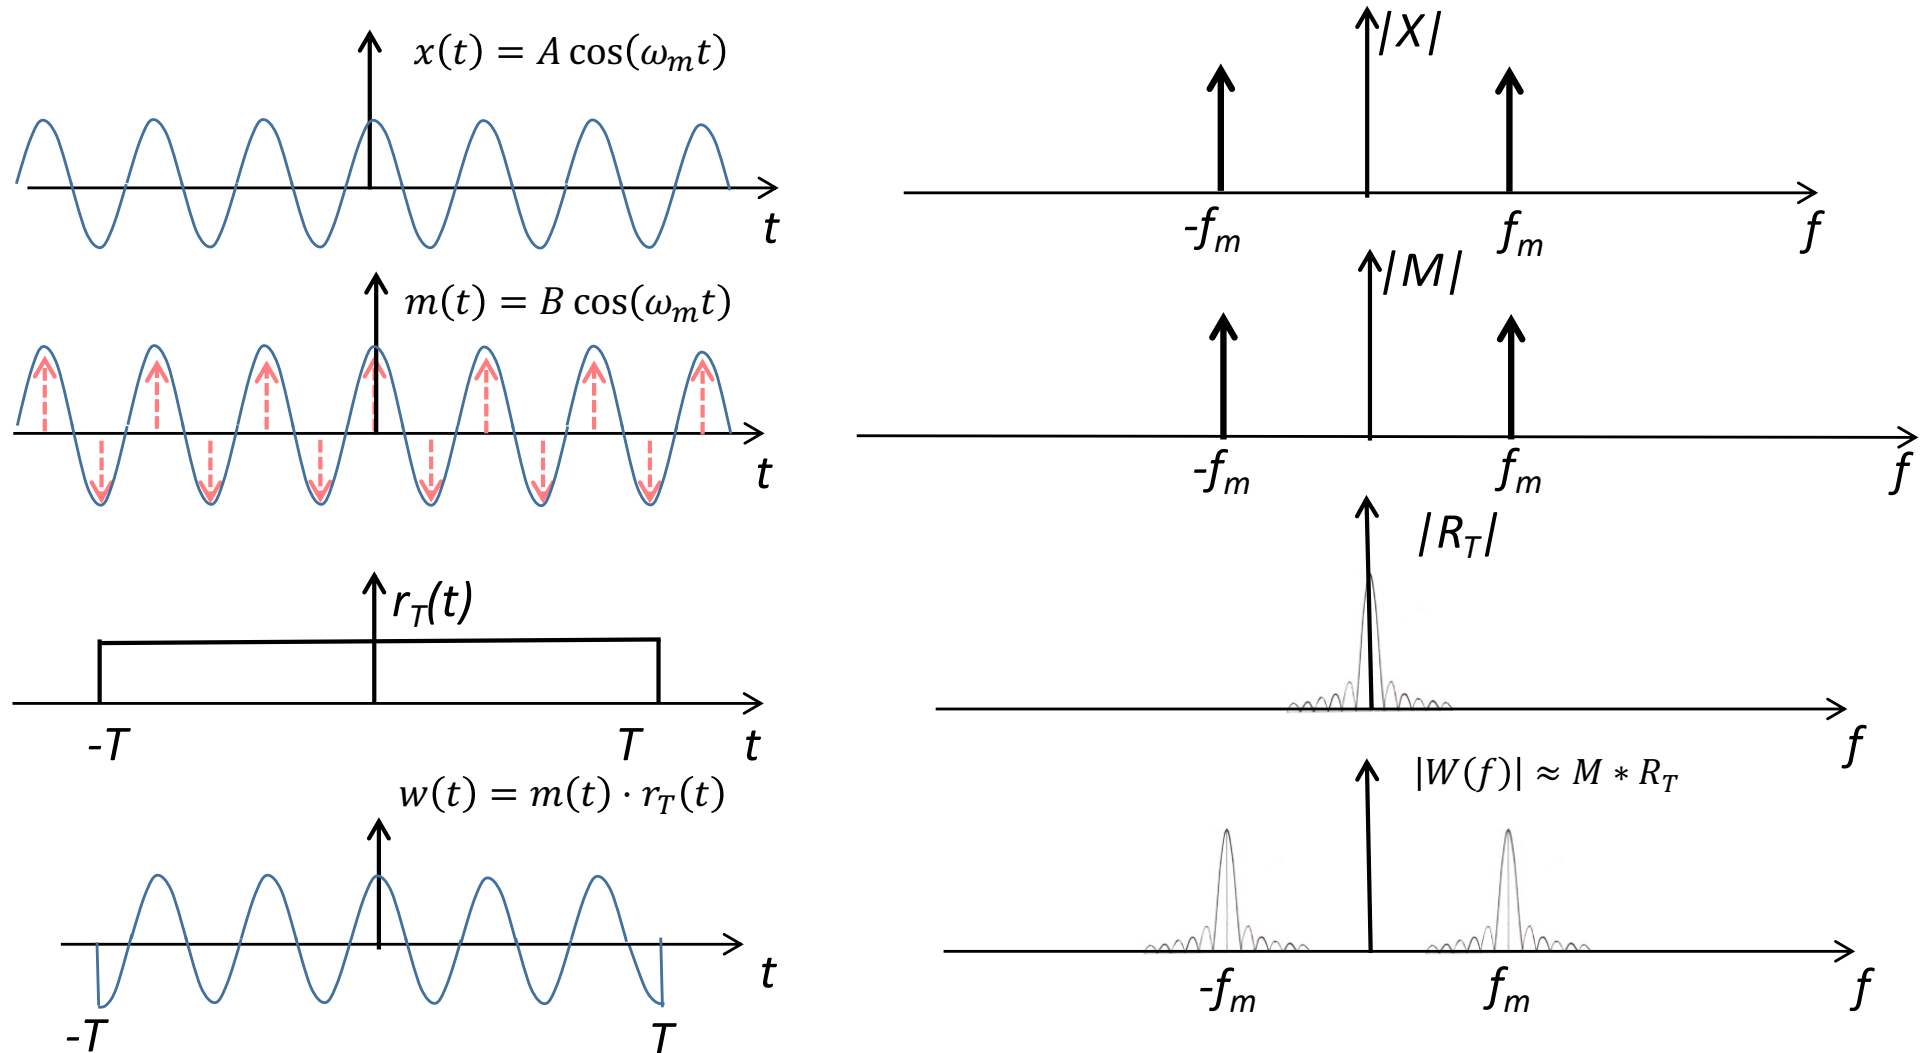 x(t) = A cos(ω_m t)
t
|X|
-f_m
f_m
f
m(t) = B cos(ω_m t)
t
|M|
-f_m
f_m
f
r_T(t)
-T
T
t
|R_T|
f
w(t) = m(t) · r_T(t)
t
-T
T
|W(f)| ≈ M ∗ R_T
-f_m
f_m
f